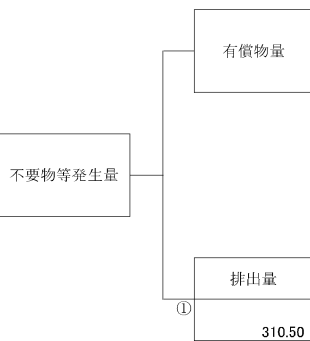 有償物量
不要物等発生量
排出量
①
310.50